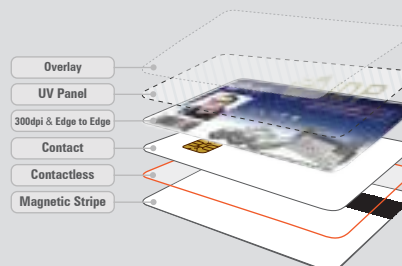 Overlay
UV Panel
300dpi & Edge to Edge
Contact
Contactless
Magnetic Stripe